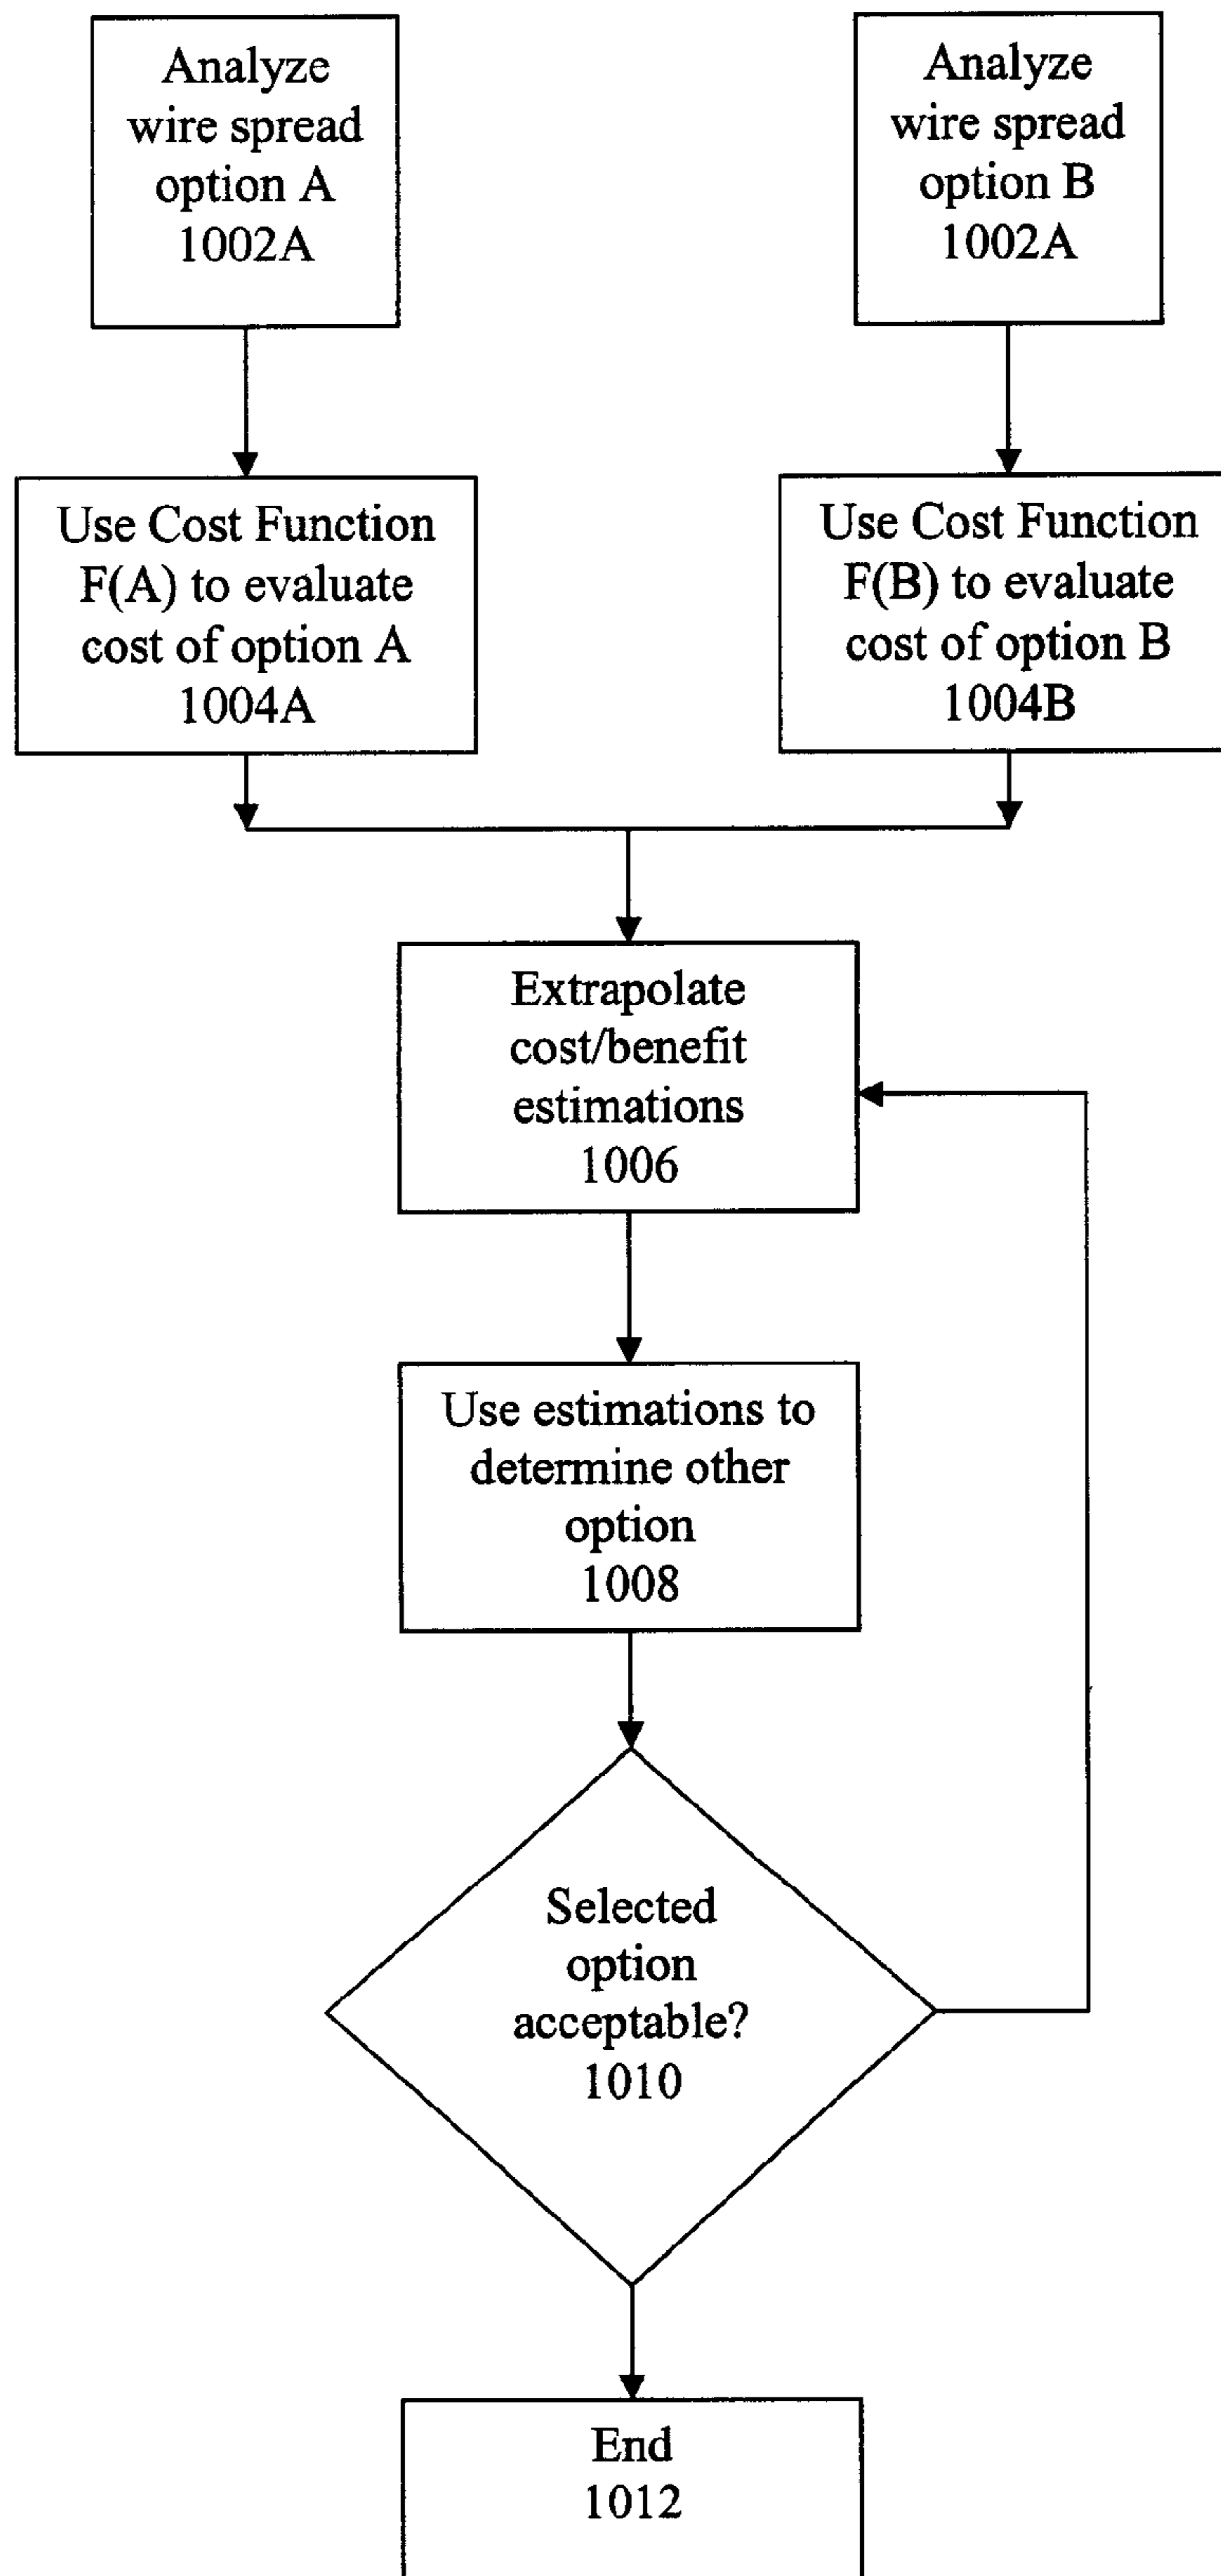 Analyze
wire spread
option A
1002A
Analyze
wire spread
option B
1002A
Use Cost Function
F(A) to evaluate
cost of option A
1004A
Use Cost Function
F(B) to evaluate
cost of option B
1004B
Extrapolate
cost/benefit
estimations
1006
Use estimations to
determine other
option
1008
Selected
option
acceptable?
1010
End
1012